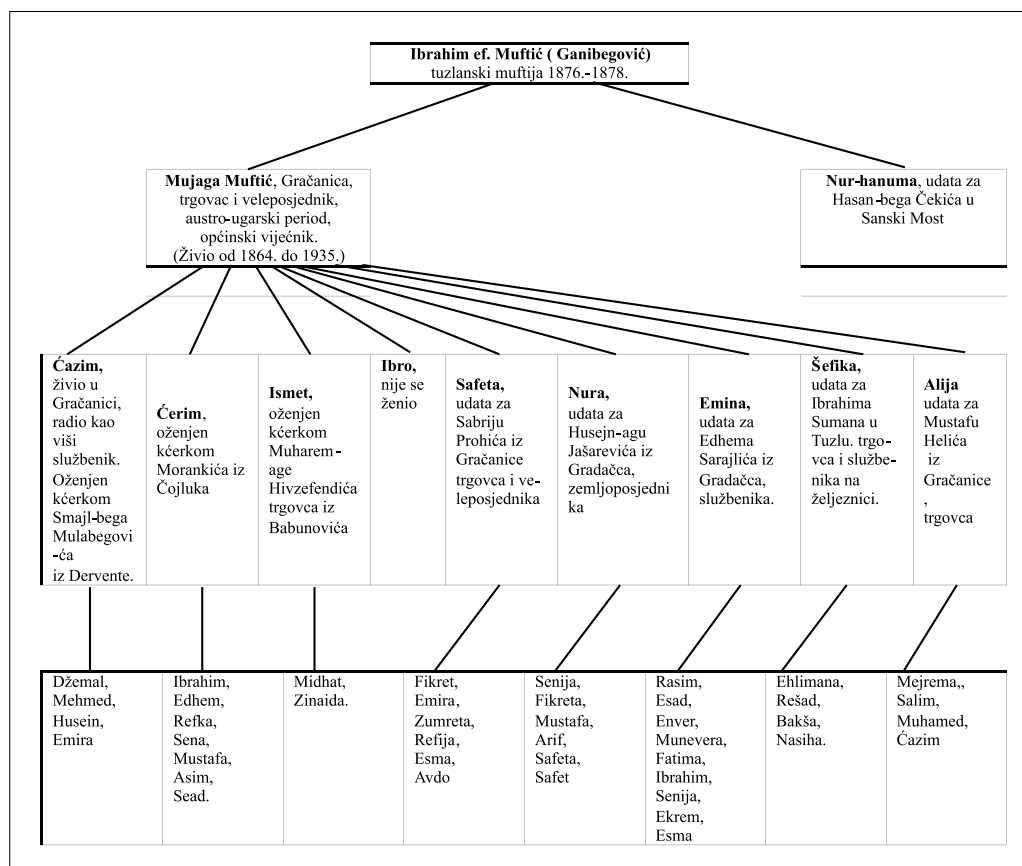 Ibrahim ef. Muftić ( Ganibegović)
tuzlanski muftija 1876.-1878.
Mujaga Muftić, Gračanica,
trgovac i veleposjednik,
austro-ugarski period,
općinski vijećnik.
(Živio od 1864. do 1935.)
Nur-hanuma, udata za
Hasan-bega Čekića u
Sanski Most
Ćazim,
živio u
Gračanici,
radio kao
viši
službenik.
Oženjen
kćerkom
Smajl-bega
Mulabegovi
-ća
iz Dervente.
Ćerim,
oženjen
kćerkom
Morankića iz
Čojluka
Ismet,
oženjen
kćerkom
Muharem-
age
Hivzefendića
trgovca iz
Babunovića
Ibro,
nije se
ženio
Safeta,
udata za
Sabriju
Prohića iz
Gračanice
trgovca i ve-
leposjednika
Nura,
udata za
Husejn-agu
Jašarevića iz
Gradačca,
zemljoposjedni
ka
Emina,
udata za
Edhema
Sarajlića iz
Gradačca,
službenika.
Šefika,
udata za
Ibrahima
Sumana u
Tuzlu. trgo-
vca i službe-
nika na
željeznici.
Alija
udata za
Mustafu
Helića
iz
Gračanice
,
trgovca
Džemal,
Mehmed,
Husein,
Emira
Ibrahim,
Edhem,
Refka,
Sena,
Mustafa,
Asim,
Sead.
Midhat,
Zinaida.
Fikret,
Emira,
Zumreta,
Refija,
Esma,
Avdo
Senija,
Fikreta,
Mustafa,
Arif,
Safeta,
Safet
Rasim,
Esad,
Enver,
Munevera,
Fatima,
Ibrahim,
Senija,
Ekrem,
Esma
Ehlimana,
Rešad,
Bakša,
Nasiha.
Mejrema,,
Salim,
Muhamed,
Ćazim